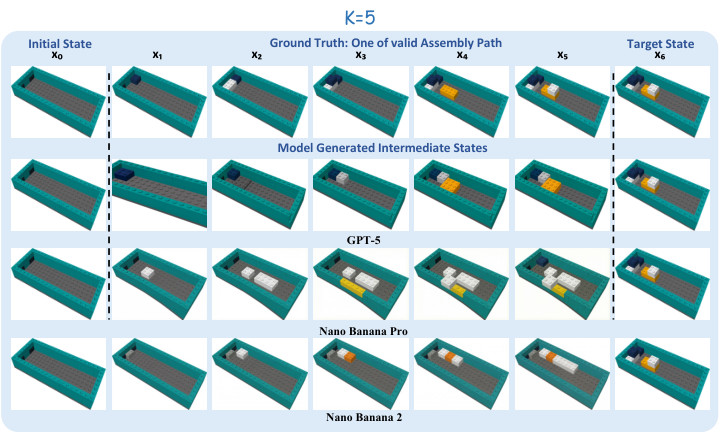 K=5
Initial State
Ground Truth: One of valid Assembly Path
Target State
x₀ x₁ x₂ x₃ x₄ x₅ x₆
Model Generated Intermediate States
GPT-5
Nano Banana Pro
Nano Banana 2